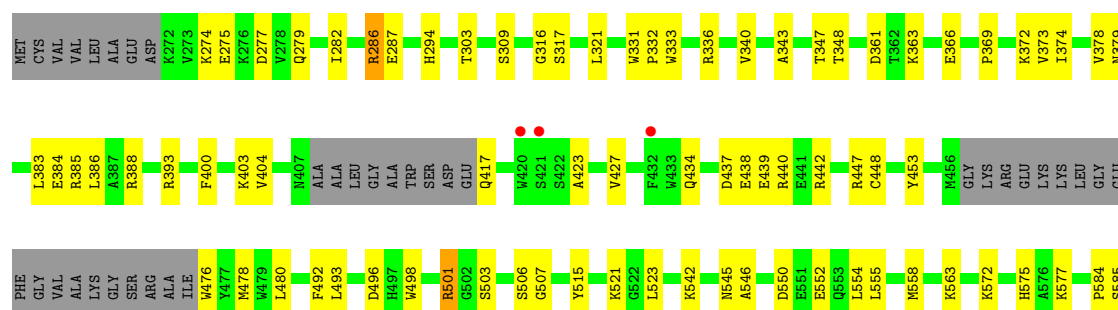 MET CYS VAL VAL LEU ALA GLU ASP K272 V273 K274 E275 K276 D277 V278 Q279 I282 R286 E287 H294 T303 S309 G316 S317 L321 W331 P332 W333 R336 V340 A343 T347 T348 D361 T362 K363 E366 P369 K372 V373 I374 V378 N379
L383 E384 R385 L386 A387 R388 R393 F400 K403 V404 N407 ALA ALA LEU GLY ALA TRP SER ASP GLU Q417 W420 S421 S422 A423 V427 F432 W433 Q434 D437 E438 E439 R440 E441 R442 R447 C448 Y453 M456 GLY LYS ARG GLU LYS LYS LEU GLY GLU
PHE GLY VAL ALA LYS GLY SER ARG ALA ILE W476 Y477 M478 W479 L480 F492 L493 D496 H497 W498 R501 G502 S503 S506 G507 Y515 K521 G522 L523 K542 N545 A546 D550 E551 E552 Q553 L554 L555 M558 K563 K572 H575 A576 K577 P584 S585